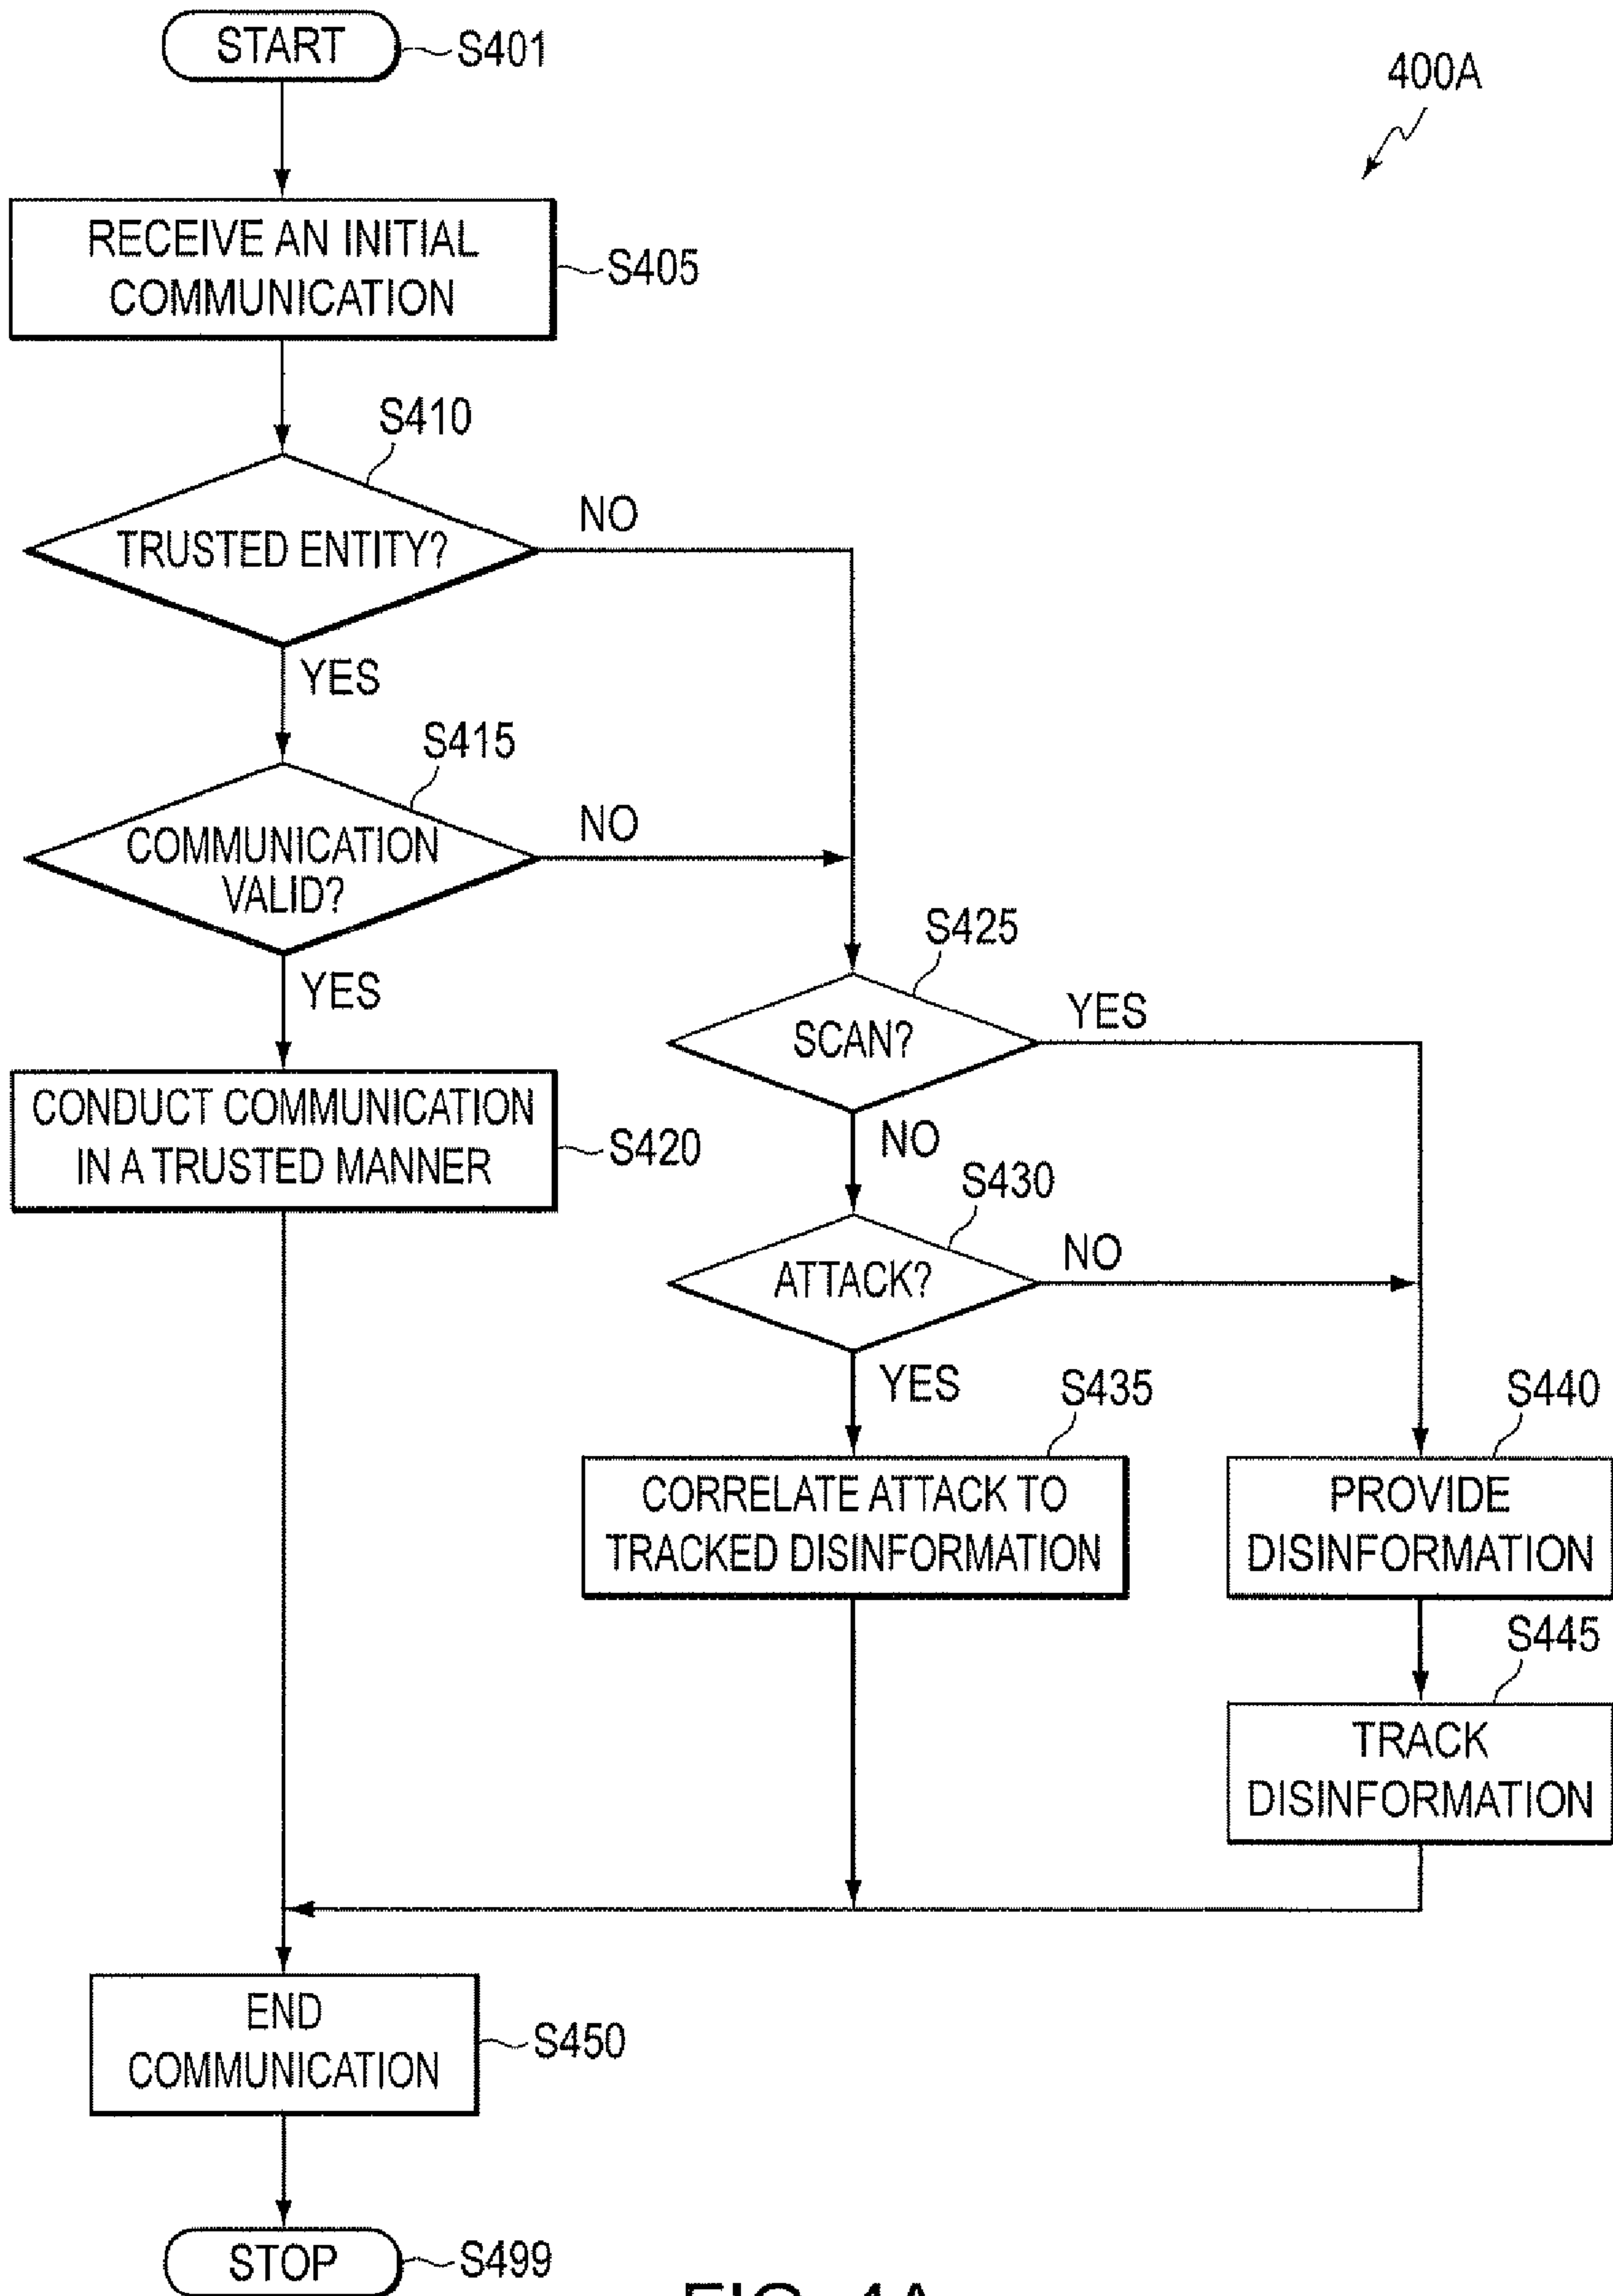 START
S401
400A
RECEIVE AN INITIAL
COMMUNICATION
S405
S410
TRUSTED ENTITY?
NO
YES
S415
COMMUNICATION
VALID?
NO
YES
S425
SCAN?
YES
NO
CONDUCT COMMUNICATION
IN A TRUSTED MANNER
S420
S430
ATTACK?
NO
YES
S435
CORRELATE ATTACK TO
TRACKED DISINFORMATION
S440
PROVIDE
DISINFORMATION
S445
TRACK
DISINFORMATION
END
COMMUNICATION
S450
STOP
S499
FIG. 4A